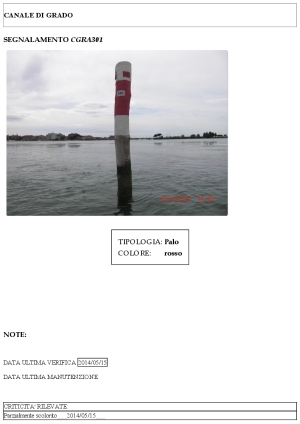 CANALE DI GRADO
SEGNALAMENTO CGRA301
TIPOLOGIA: Palo
COLORE: rosso
NOTE:
DATA ULTIMA VERIFICA 2014/05/15
DATA ULTIMA MANUTENZIONE
CRITICITA' RILEVATE
Parzialmente scolorito 2014/05/15